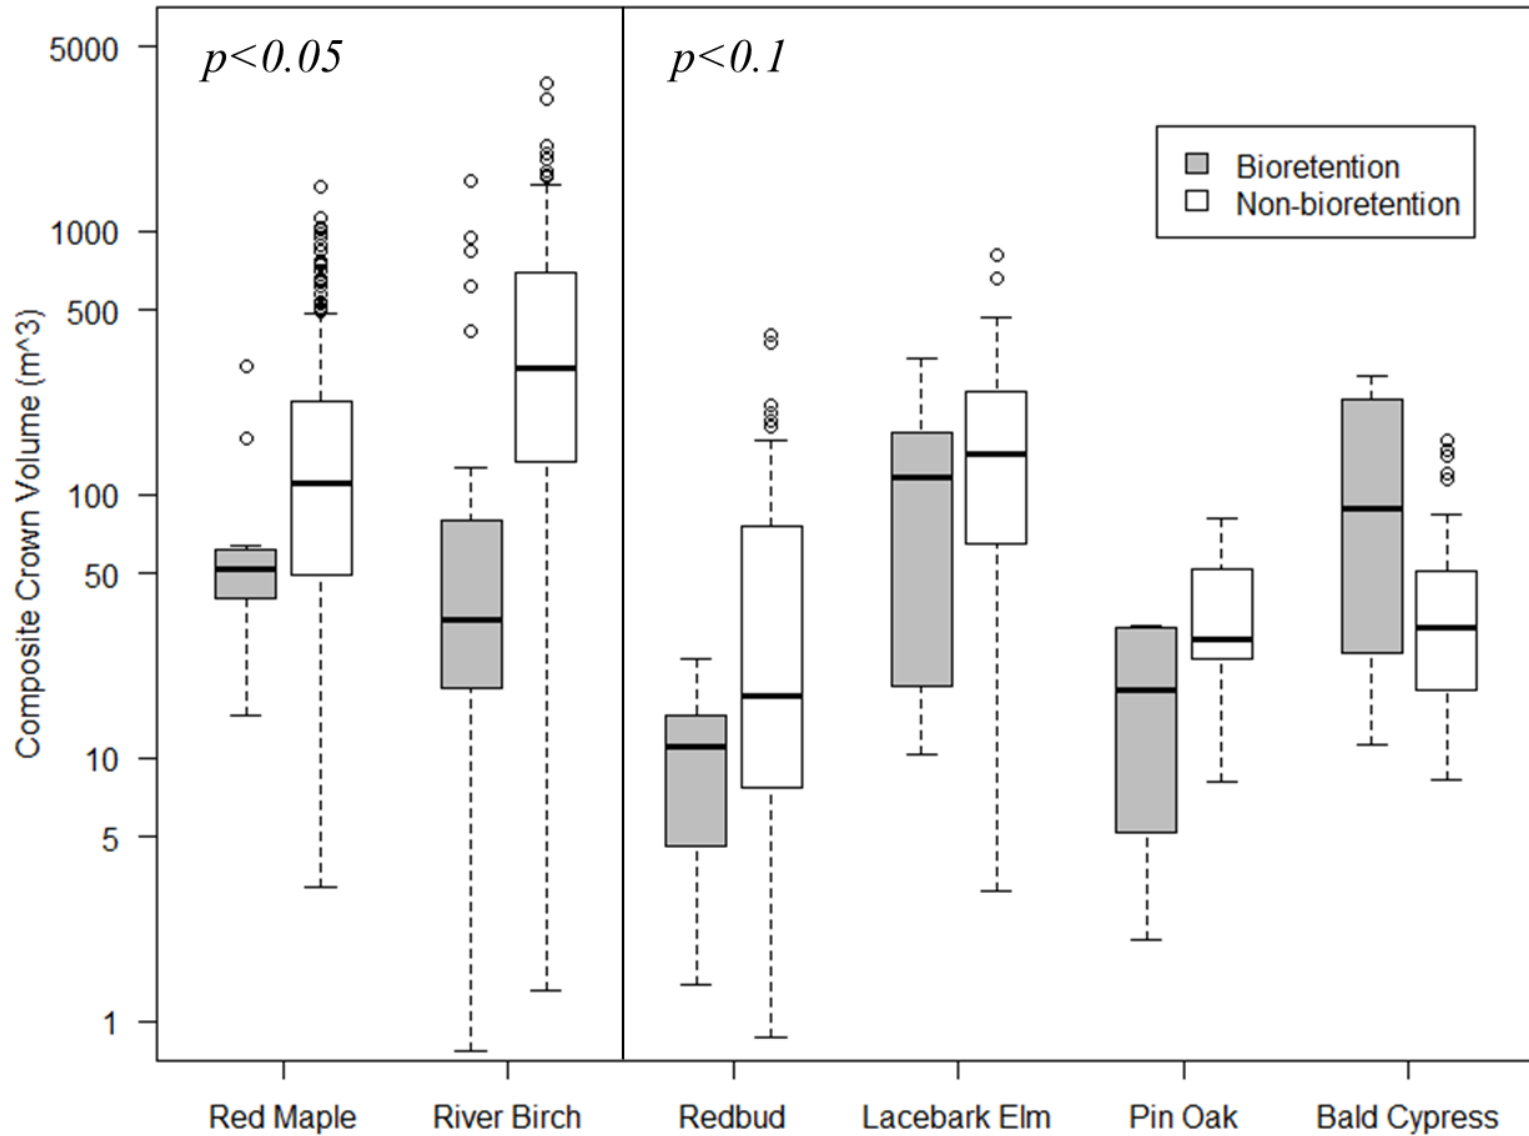 p<0.05
p<0.1
Bioretention
Non-bioretention
Composite Crown Volume (m^3)
5000
1000
500
100
50
10
5
1
Red Maple
River Birch
Redbud
Lacebark Elm
Pin Oak
Bald Cypress